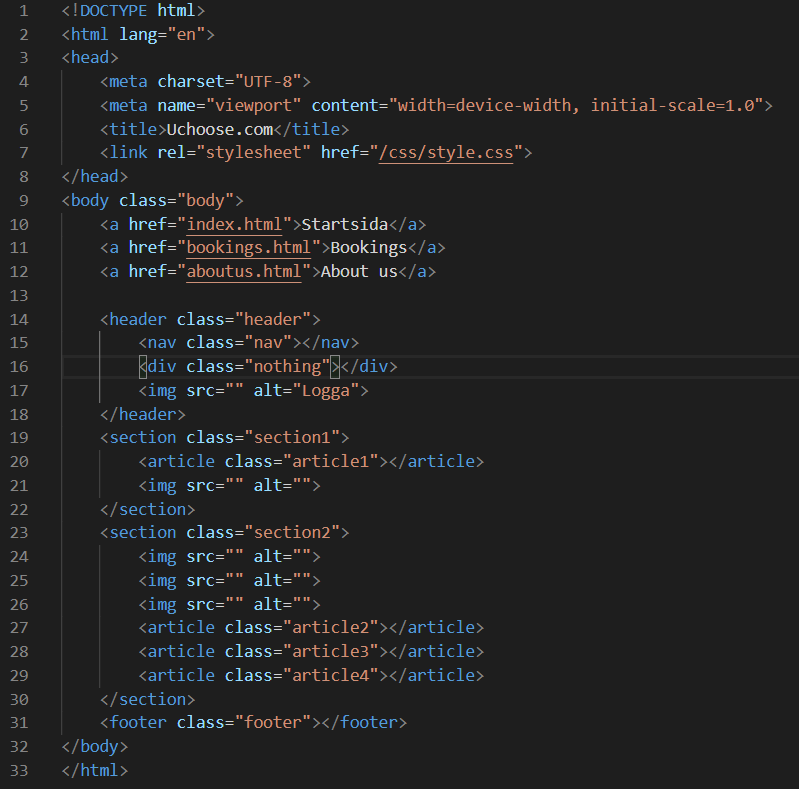 1 <!DOCTYPE html>
2 <html lang="en">
3 <head>
4     <meta charset="UTF-8">
5     <meta name="viewport" content="width=device-width, initial-scale=1.0">
6     <title>Uchoose.com</title>
7     <link rel="stylesheet" href="/css/style.css">
8 </head>
9 <body class="body">
10     <a href="index.html">Startsida</a>
11     <a href="bookings.html">Bookings</a>
12     <a href="aboutus.html">About us</a>
13
14     <header class="header">
15         <nav class="nav"></nav>
16         <div class="nothing"></div>
17         <img src="" alt="Logga">
18     </header>
19     <section class="section1">
20         <article class="article1"></article>
21         <img src="" alt="">
22     </section>
23     <section class="section2">
24         <img src="" alt="">
25         <img src="" alt="">
26         <img src="" alt="">
27         <article class="article2"></article>
28         <article class="article3"></article>
29         <article class="article4"></article>
30     </section>
31     <footer class="footer"></footer>
32 </body>
33 </html>